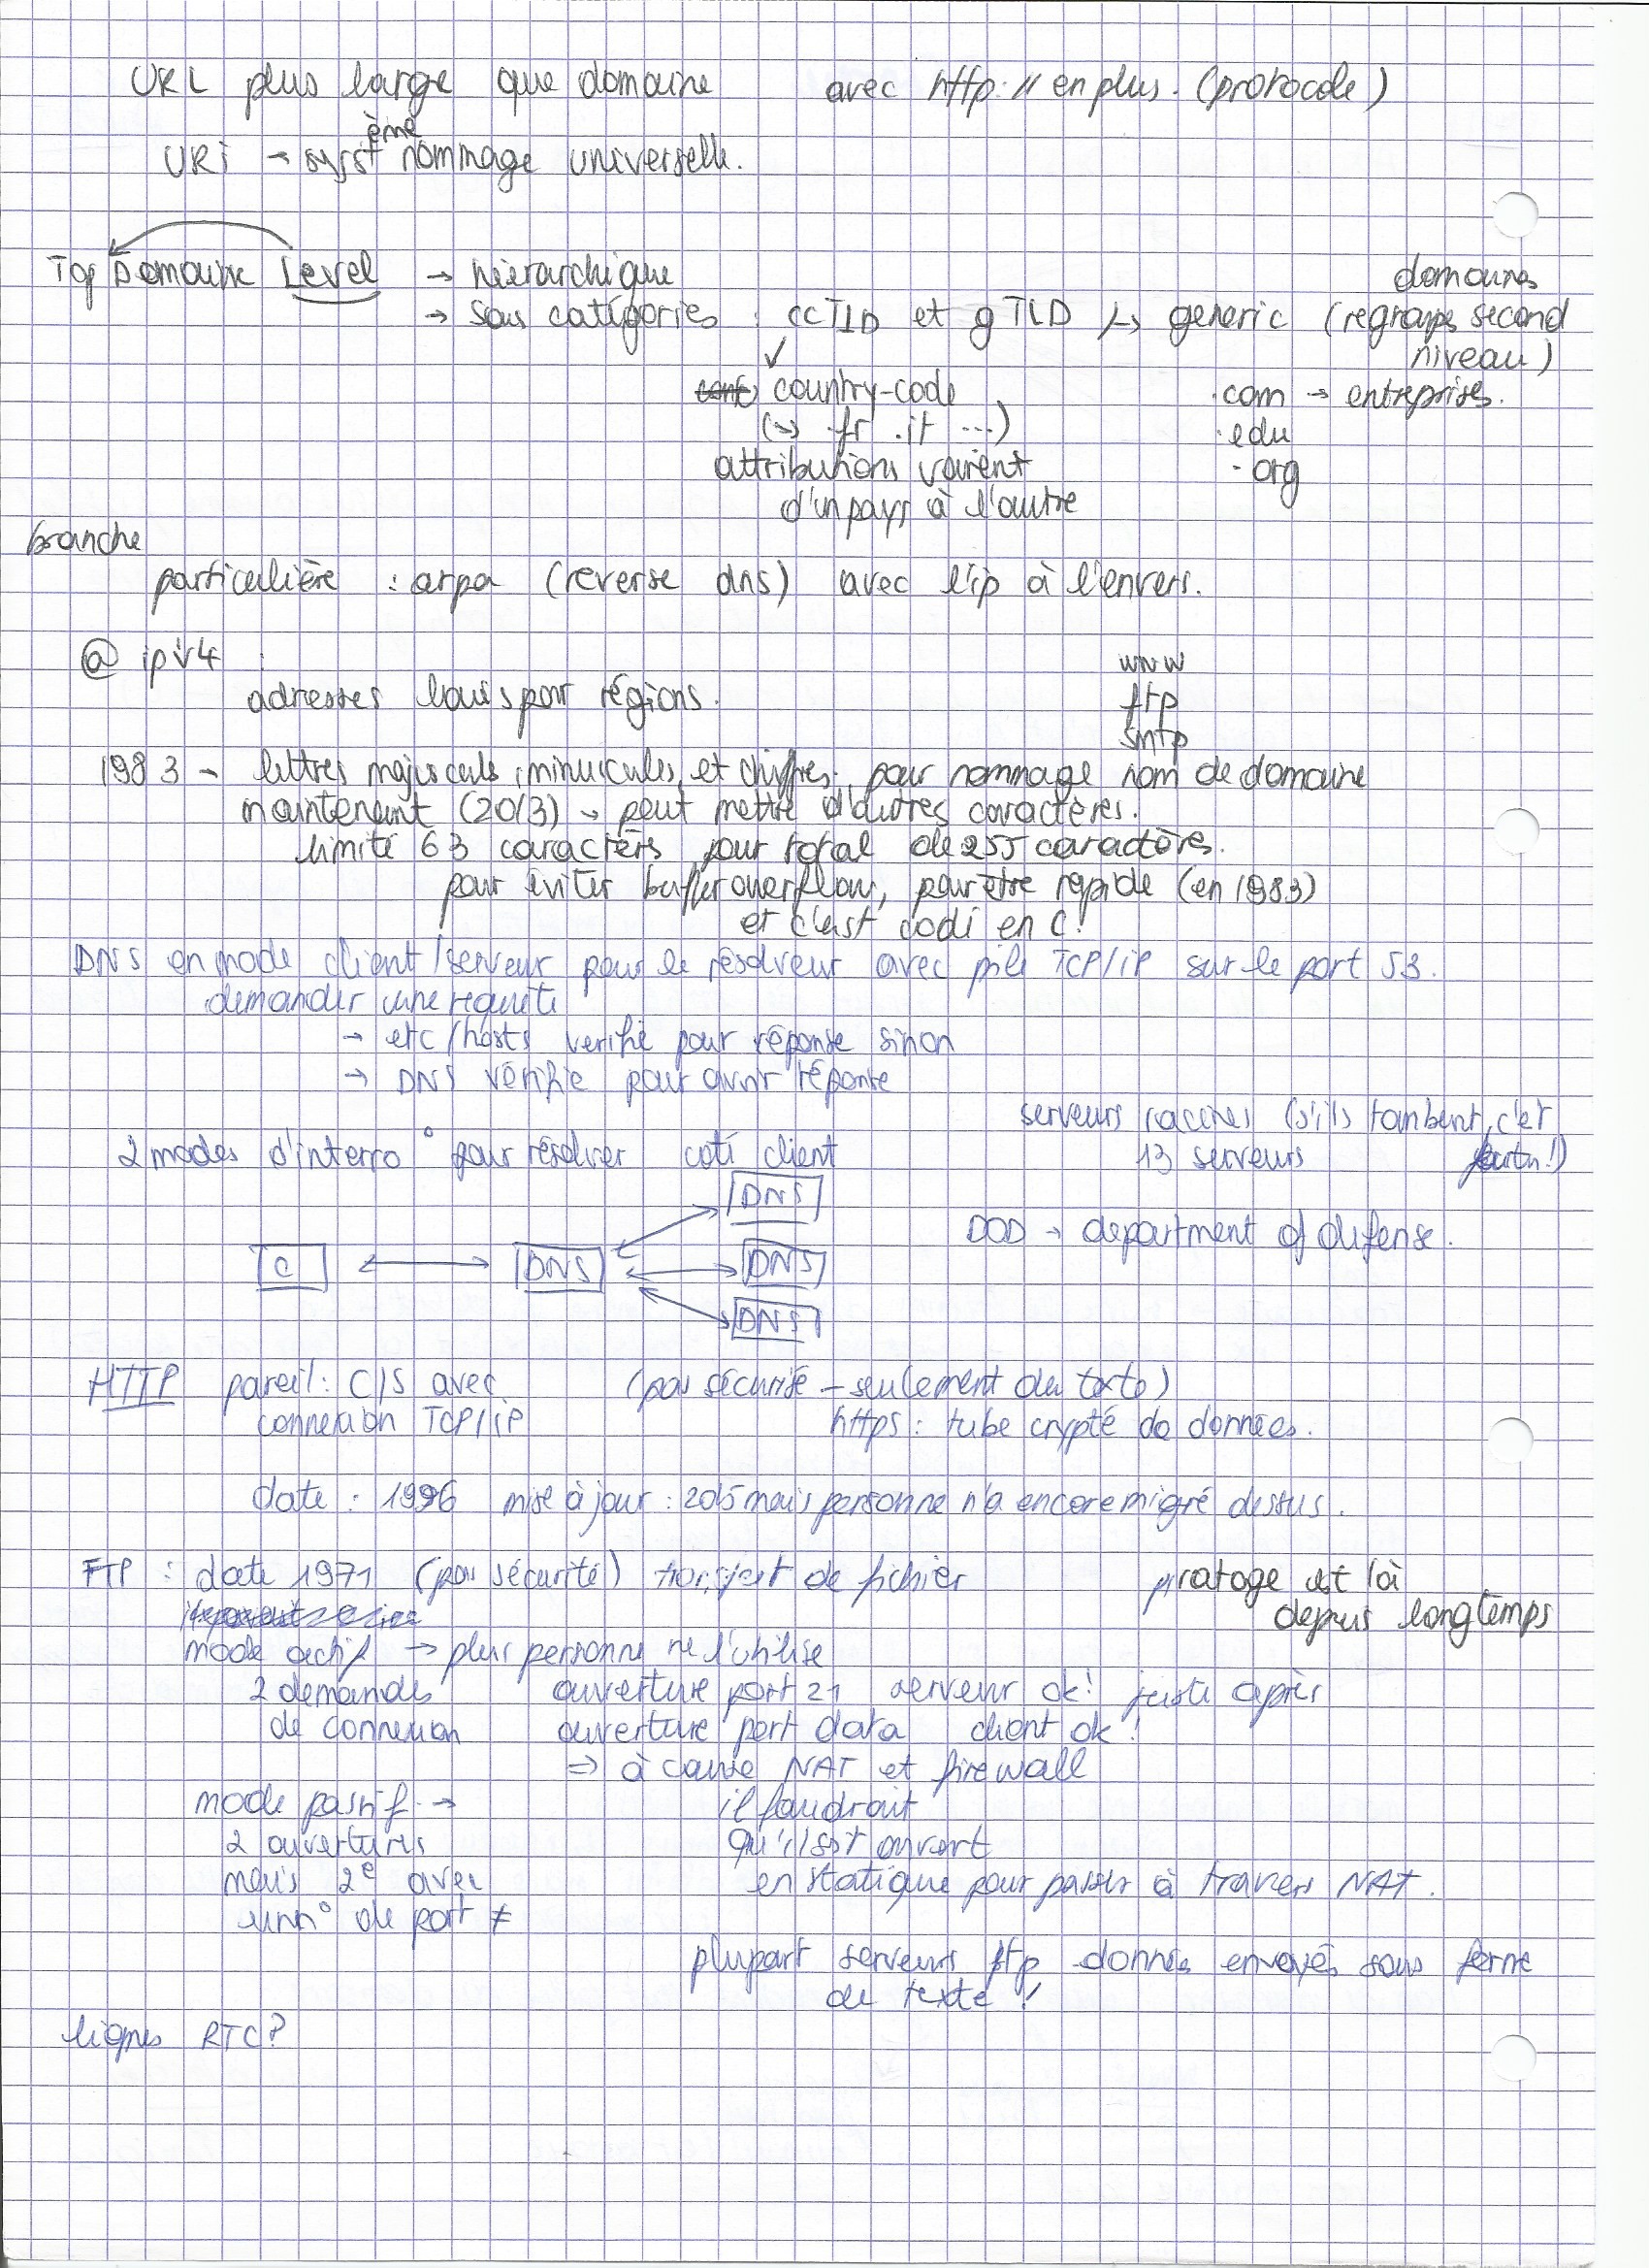 URL plus large que domaine avec http:// en plus. (protocole)
URi → système nommage universelle.
Top Domaine Level → hiérarchique
→ sous catégories : ccTLD et gTLD ↳ generic (regroupe domaines second niveau)
country-code
(→ .fr .it ...)
attributions varient
d'un pays à l'autre
.com → entreprises.
.edu
.org
branche
particulière : arpa (reverse dns) avec l'ip à l'envers.
@ ipv4 :
adresses par régions.
www
ftp
smtp
1983 → lettres majuscules, minuscules, et chiffres. pour nommage nom de domaine
maintenant (2013) → peut mettre d'autres caractères.
limité 63 caractères pour total de 255 caractères.
pour éviter buffer overflow, pour être rapide (en 1983)
et c'est codé en C!
DNS en mode client/serveur pour le résolveur avec pile TCP/iP sur le port 53.
demander une requête
→ etc/hosts verifié pour réponse sinon
→ DNS vérifie pour avoir réponse
serveurs racines (s'ils tombent, c'est foutu!)
13 serveurs
2 modes d'interro° pour résolver coté client
DNS
C DNS DNS
DNS
DOD → department of defense.
HTTP pareil : C/S avec
connexion TCP/iP
(pas sécurisé – seulement du texte)
https : tube crypté de données.
date : 1996 mise à jour : 2015 mais personne n'a encore migré dessus.
FTP : date 1971 (pas sécurité) transfert de fichier
piratage est là
depuis longtemps
mode actif → plus personne ne l'utilise
2 demandes
de connexion
ouverture port 21 serveur ok! juste après
ouverture port data client ok!
⇒ à cause NAT et firewall
mode passif →
2 ouvertures
mais 2e avec
un n° de port ≠
il faudrait
qu'il soit ouvert
en statique pour passer à travers NAT.
plupart serveurs ftp données envoyés sous forme
de texte!
lignes RTC?